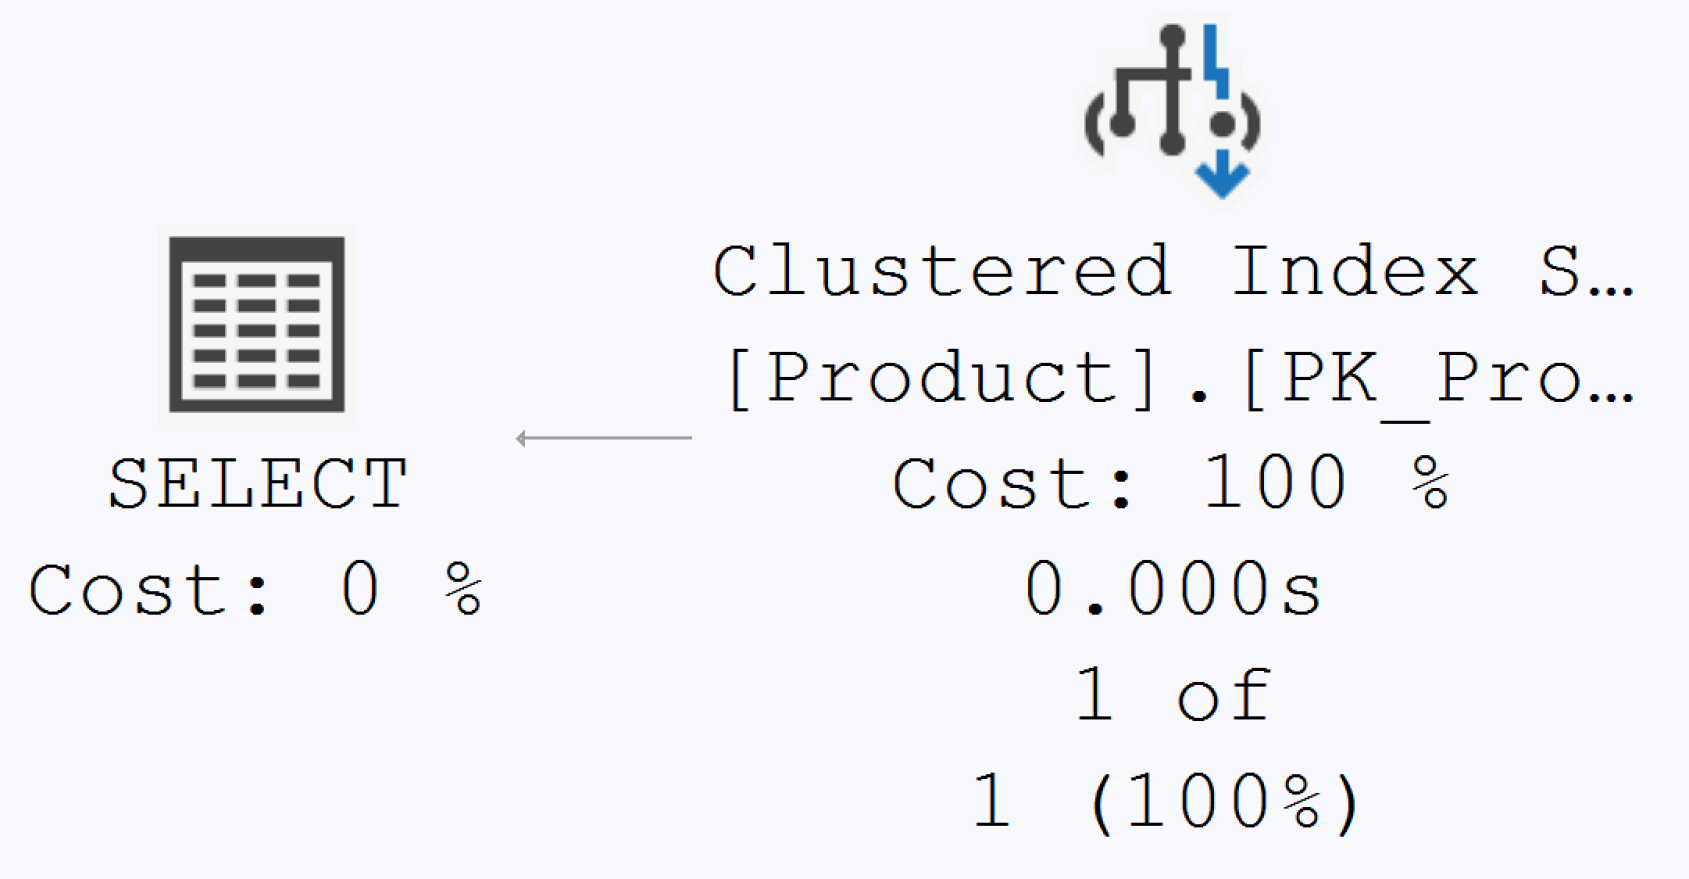 SELECT
Cost: 0 %
Clustered Index S…
[Product].[PK_Pro…
Cost: 100 %
0.000s
1 of
1 (100%)